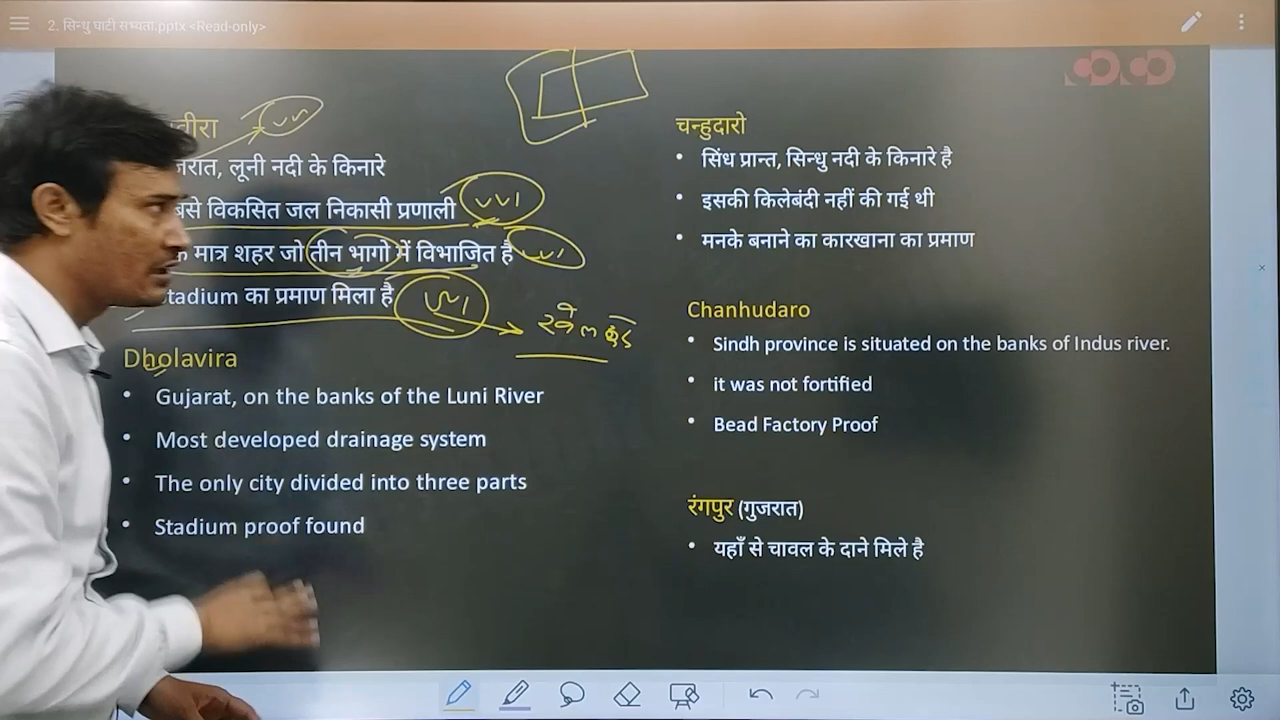 2. सिन्धु घाटी सभ्यता.pptx <Read-only>
लूनी नदी के किनारे
विकसित जल निकासी प्रणाली
मात्र शहर जो तीन भागो में विभाजित है
Stadium का प्रमाण मिला है
Dholavira
• Gujarat, on the banks of the Luni River
• Most developed drainage system
• The only city divided into three parts
• Stadium proof found
चन्हुदारो
• सिंध प्रान्त, सिन्धु नदी के किनारे है
• इसकी किलेबंदी नहीं की गई थी
• मनके बनाने का कारखाना का प्रमाण
Chanhudaro
• Sindh province is situated on the banks of Indus river.
• it was not fortified
• Bead Factory Proof
रंगपुर (गुजरात)
• यहाँ से चावल के दाने मिले है